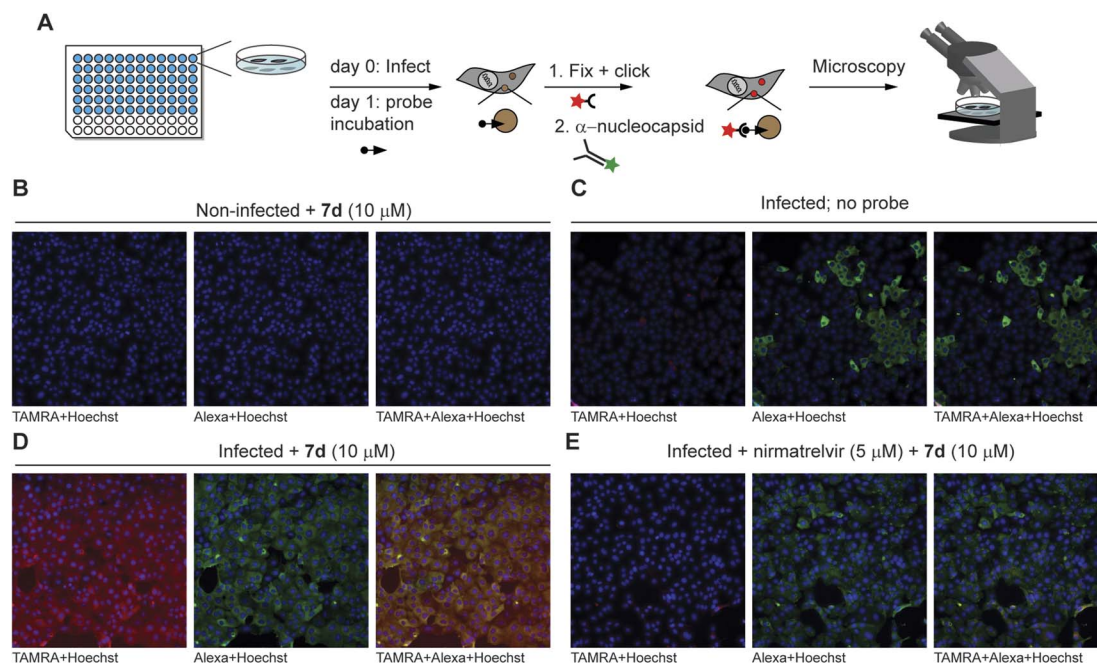 A
day 0: Infect
day 1: probe
incubation
1. Fix + click
2. α–nucleocapsid
Microscopy
B
Non-infected + 7d (10 μM)
TAMRA+Hoechst
Alexa+Hoechst
TAMRA+Alexa+Hoechst
C
Infected; no probe
TAMRA+Hoechst
Alexa+Hoechst
TAMRA+Alexa+Hoechst
D
Infected + 7d (10 μM)
TAMRA+Hoechst
Alexa+Hoechst
TAMRA+Alexa+Hoechst
E
Infected + nirmatrelvir (5 μM) + 7d (10 μM)
TAMRA+Hoechst
Alexa+Hoechst
TAMRA+Alexa+Hoechst